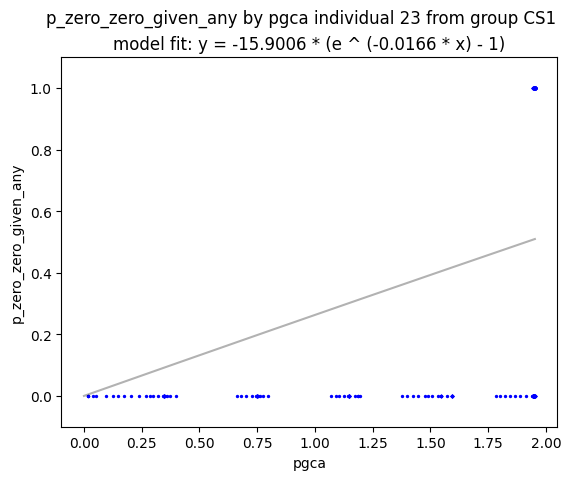 p_zero_zero_given_any by pgca individual 23 from group CS1
model fit: y = -15.9006 * (e ^ (-0.0166 * x) - 1)
p_zero_zero_given_any
1.0
0.8
0.6
0.4
0.2
0.0
0.00 0.25 0.50 0.75 1.00 1.25 1.50 1.75 2.00
pgca